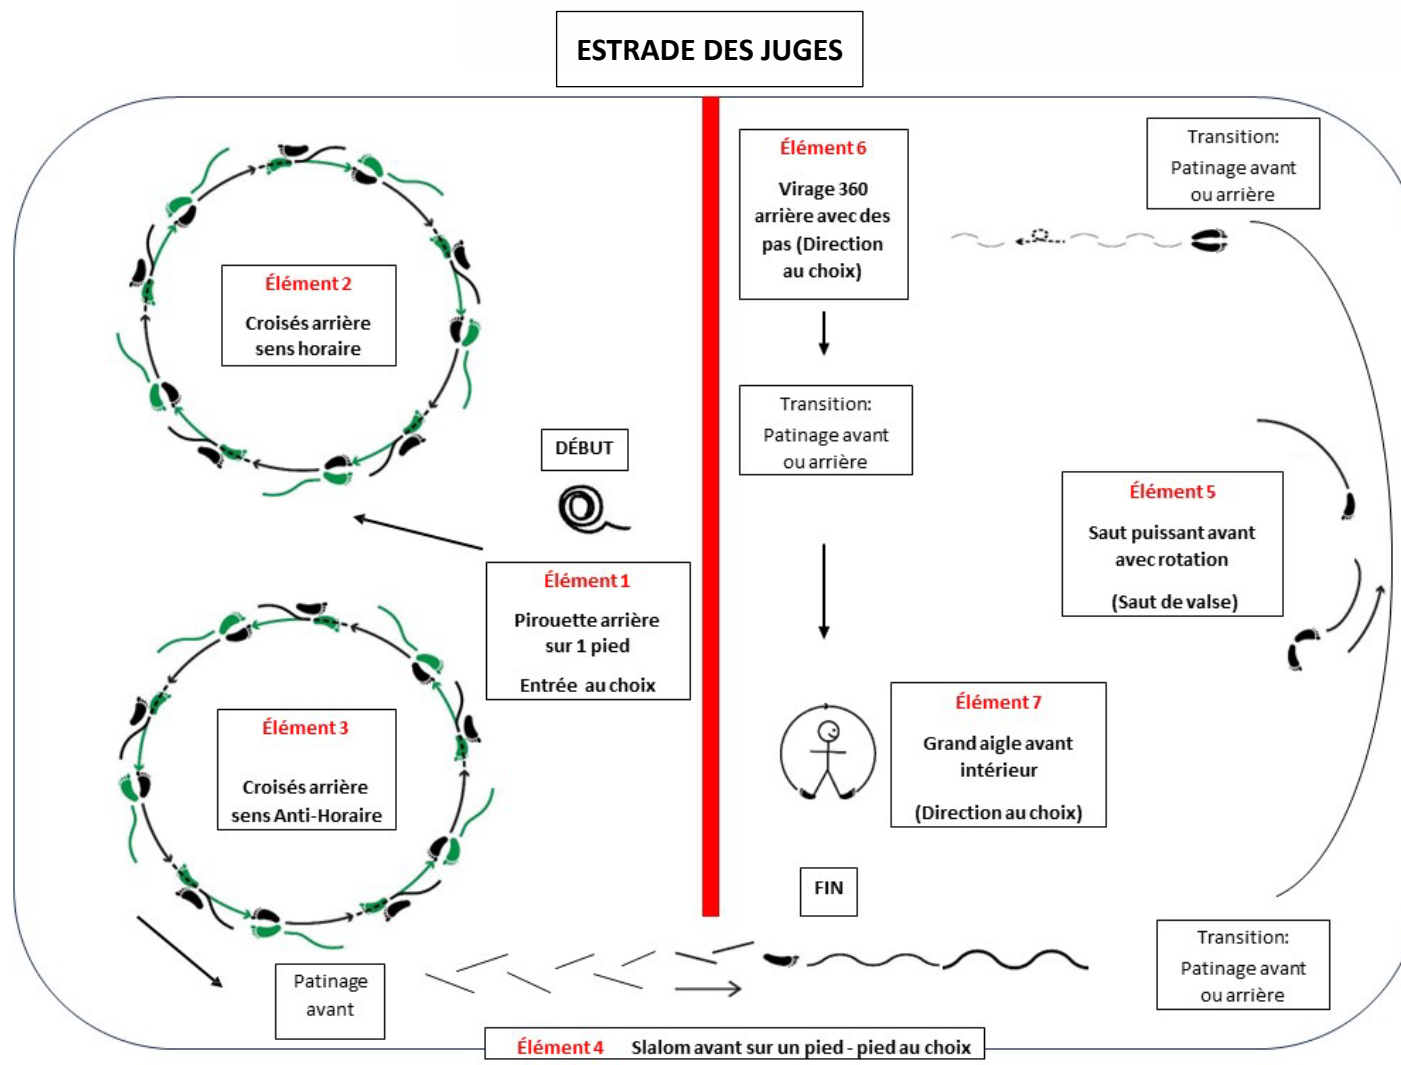 ESTRADE DES JUGES
Élément 6
Virage 360
arrière avec des
pas (Direction
au choix)
Transition:
Patinage avant
ou arrière
Élément 2
Croisés arrière
sens horaire
Transition:
Patinage avant
ou arrière
DÉBUT
Élément 5
Saut puissant avant
avec rotation
(Saut de valse)
Élément 1
Pirouette arrière
sur 1 pied
Entrée au choix
Élément 3
Croisés arrière
sens Anti-Horaire
Élément 7
Grand aigle avant
intérieur
(Direction au choix)
FIN
Patinage
avant
Transition:
Patinage avant
ou arrière
Élément 4 Slalom avant sur un pied - pied au choix